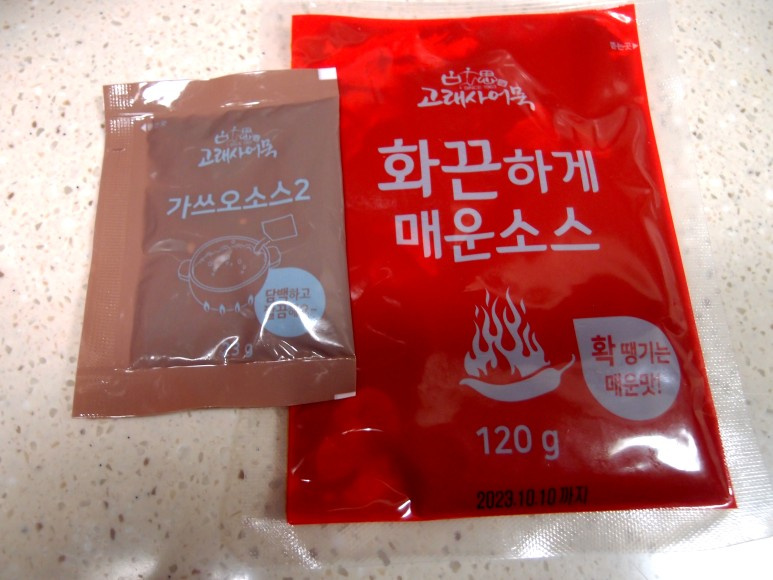 고래사어묵
가쓰오소스2
담백하고
고래사어묵
화끈하게
매운소스
확 땡기는
매운맛!
120 g
2023.10.10 까지